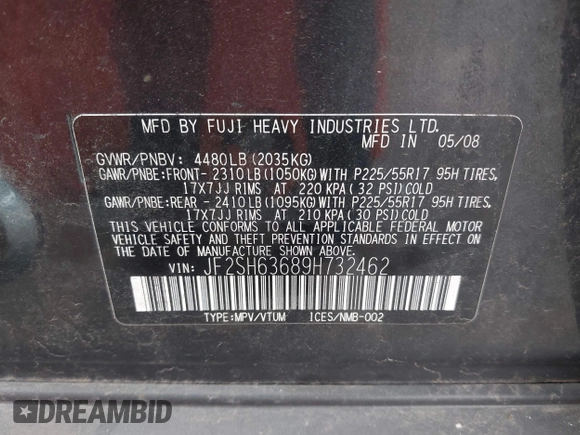 MFD BY FUJI HEAVY INDUSTRIES LTD.
MFD IN 05/08
GVWR/PNBV: 4480LB (2035KG)
GAWR/PNBE:FRONT- 2310LB (1050KG) WITH P225/55R17 95H TIRES,
17X7JJ RIMS AT 220 KPA (32 PSI) COLD
GAWR/PNBE:REAR - 2410LB (1095KG) WITH P225/55R17 95H TIRES,
17X7JJ RIMS AT 210 KPA (30 PSI) COLD
THIS VEHICLE CONFORMS TO ALL APPLICABLE FEDERAL MOTOR
VEHICLE SAFETY AND THEFT PREVENTION STANDARDS IN EFFECT ON
THE DATE OF MANUFACTURE SHOWN ABOVE.
VIN: JF2SH63689H732462
TYPE:MPV/VTUM ICES/NMB-002
DREAMBID